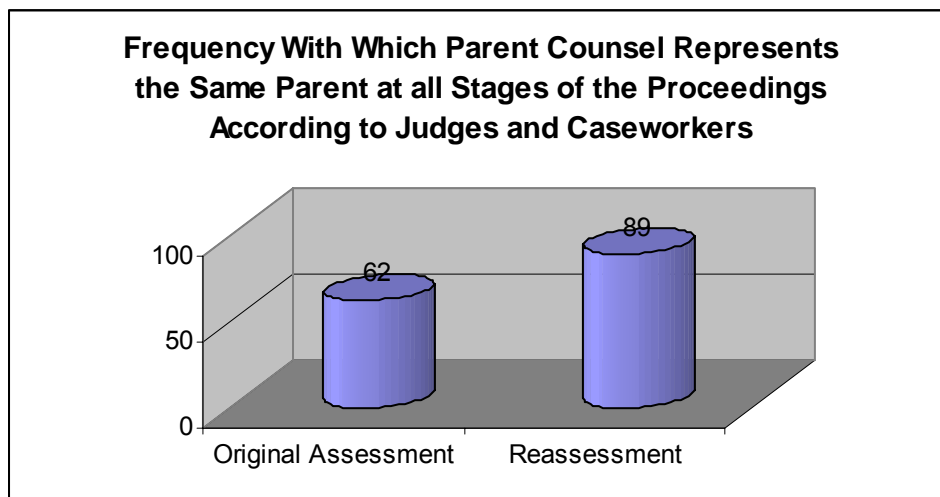 Frequency With Which Parent Counsel Represents
the Same Parent at all Stages of the Proceedings
According to Judges and Caseworkers
89
100
62
50
0
Original Assessment Reassessment